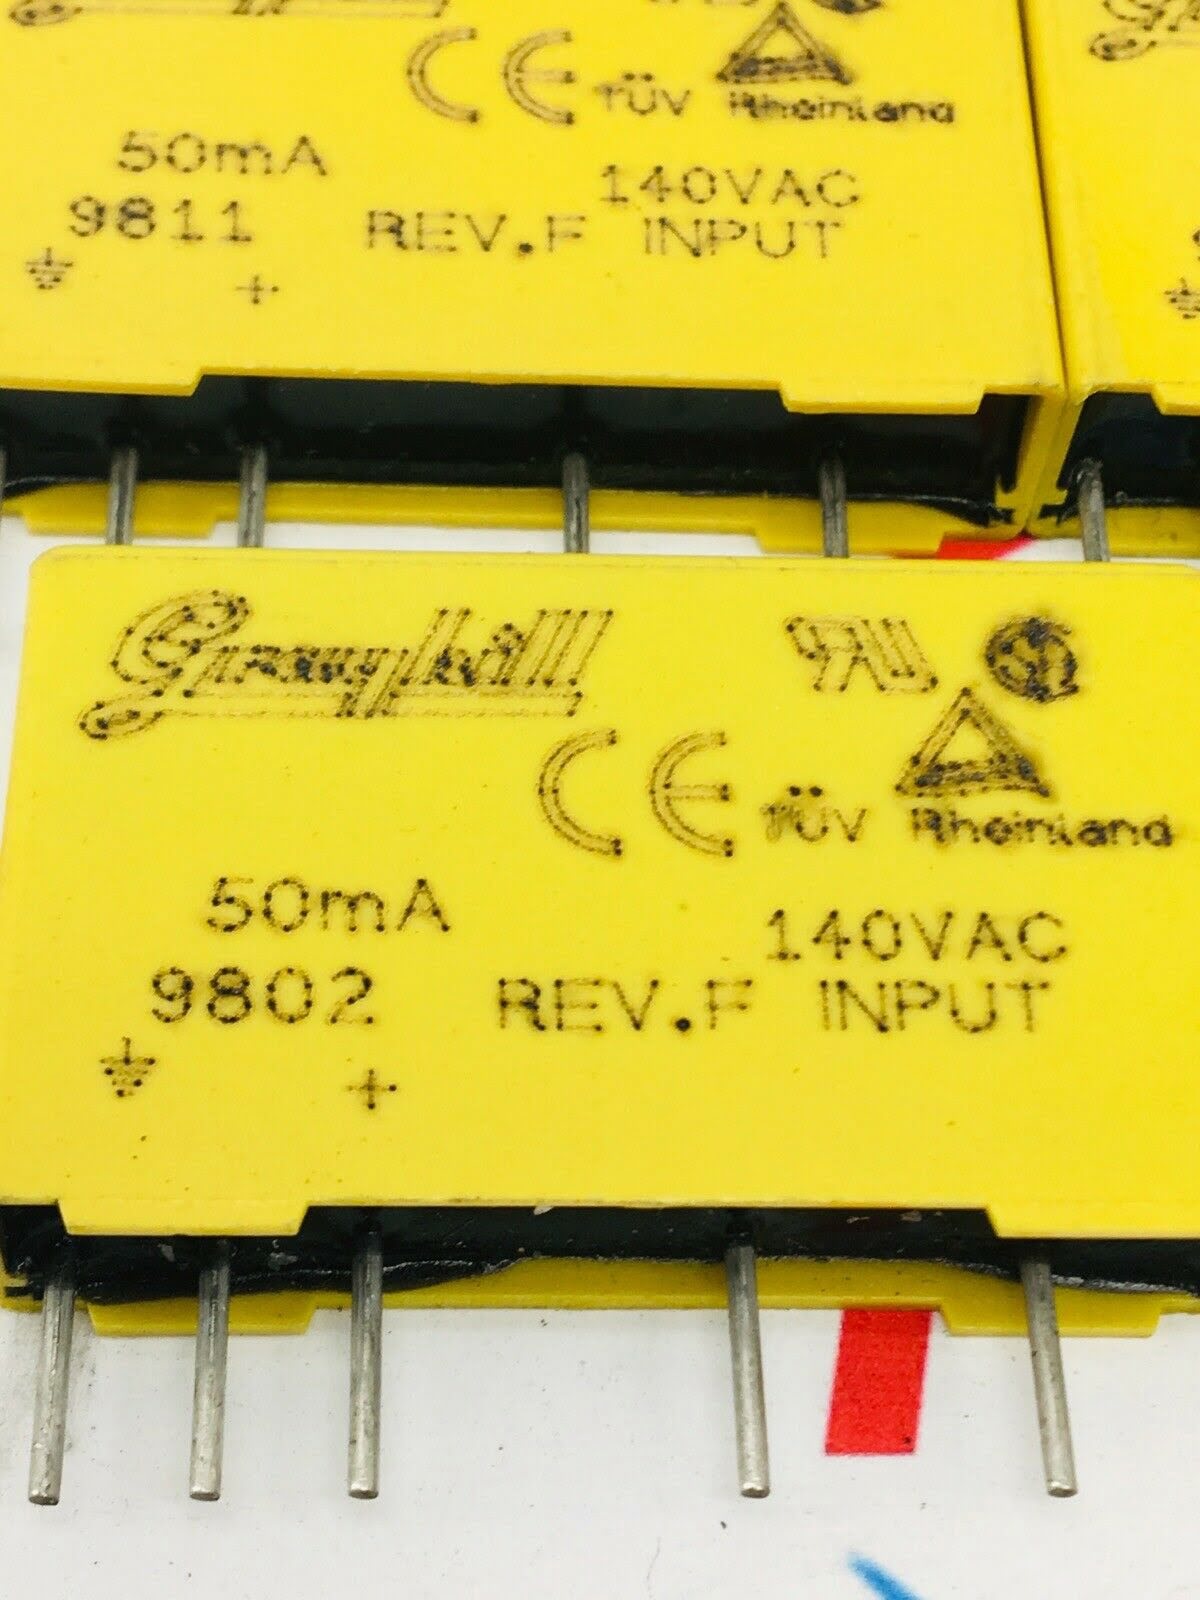 CE TÜV Rheinland
50mA 140VAC
9811 REV.F INPUT
+
Grayhill
CE TÜV Rheinland
50mA 140VAC
9802 REV.F INPUT
+